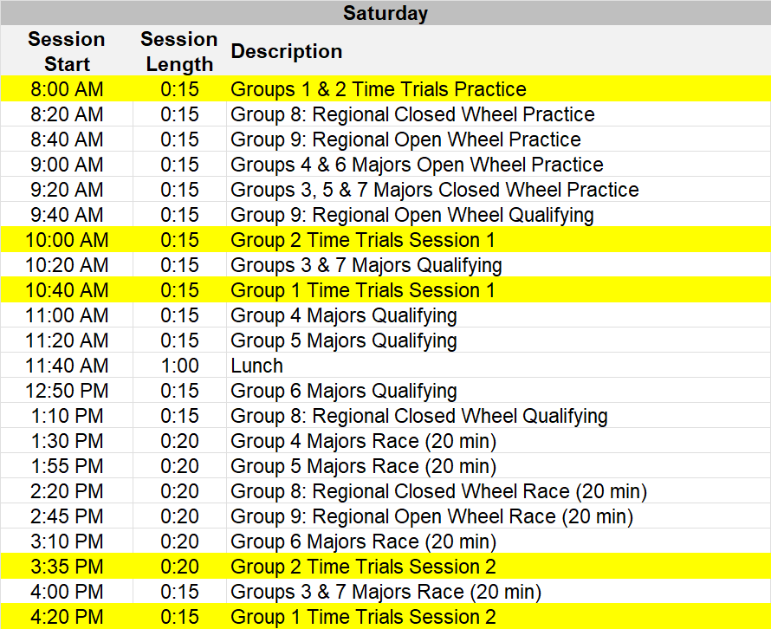 Saturday
Session Start Session Length Description
8:00 AM 0:15 Groups 1 & 2 Time Trials Practice
8:20 AM 0:15 Group 8: Regional Closed Wheel Practice
8:40 AM 0:15 Group 9: Regional Open Wheel Practice
9:00 AM 0:15 Groups 4 & 6 Majors Open Wheel Practice
9:20 AM 0:15 Groups 3, 5 & 7 Majors Closed Wheel Practice
9:40 AM 0:15 Group 9: Regional Open Wheel Qualifying
10:00 AM 0:15 Group 2 Time Trials Session 1
10:20 AM 0:15 Groups 3 & 7 Majors Qualifying
10:40 AM 0:15 Group 1 Time Trials Session 1
11:00 AM 0:15 Group 4 Majors Qualifying
11:20 AM 0:15 Group 5 Majors Qualifying
11:40 AM 1:00 Lunch
12:50 PM 0:15 Group 6 Majors Qualifying
1:10 PM 0:15 Group 8: Regional Closed Wheel Qualifying
1:30 PM 0:20 Group 4 Majors Race (20 min)
1:55 PM 0:20 Group 5 Majors Race (20 min)
2:20 PM 0:20 Group 8: Regional Closed Wheel Race (20 min)
2:45 PM 0:20 Group 9: Regional Open Wheel Race (20 min)
3:10 PM 0:20 Group 6 Majors Race (20 min)
3:35 PM 0:20 Group 2 Time Trials Session 2
4:00 PM 0:15 Groups 3 & 7 Majors Race (20 min)
4:20 PM 0:15 Group 1 Time Trials Session 2